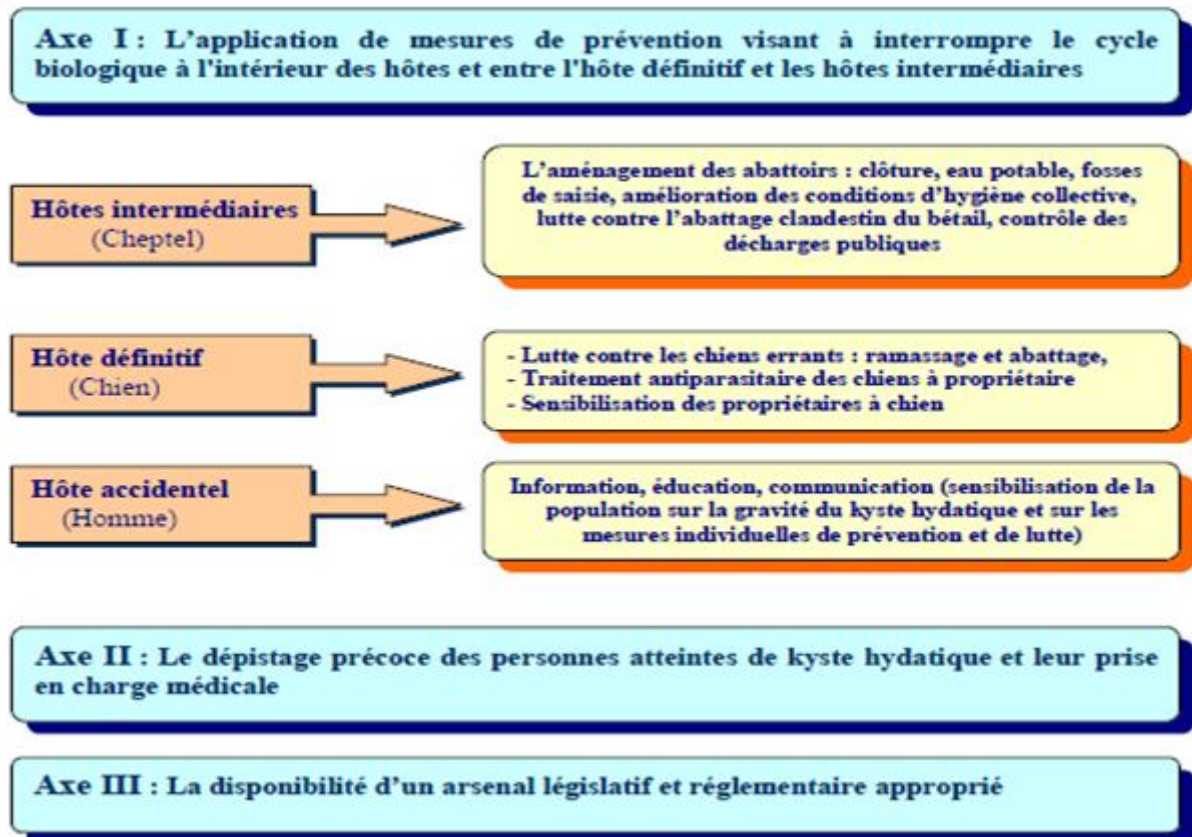 Axe I : L’application de mesures de prévention visant à interrompre le cycle
biologique à l'intérieur des hôtes et entre l'hôte définitif et les hôtes intermédiaires
Hôtes intermédiaires
(Cheptel)
L’aménagement des abattoirs : clôture, eau potable, fosses
de saisie, amélioration des conditions d’hygiène collective,
lutte contre l’abattage clandestin du bétail, contrôle des
décharges publiques
Hôte définitif
(Chien)
- Lutte contre les chiens errants : ramassage et abattage,
- Traitement antiparasitaire des chiens à propriétaire
- Sensibilisation des propriétaires à chien
Hôte accidentel
(Homme)
Information, éducation, communication (sensibilisation de la
population sur la gravité du kyste hydatique et sur les
mesures individuelles de prévention et de lutte)
Axe II : Le dépistage précoce des personnes atteintes de kyste hydatique et leur prise
en charge médicale
Axe III : La disponibilité d’un arsenal législatif et réglementaire approprié